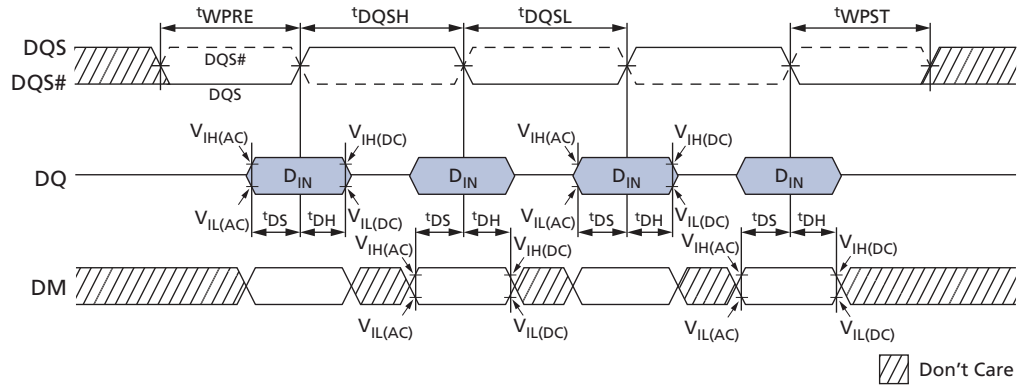 tWPRE tDQSH tDQSL tWPST
DQS
DQS#
DQS#
DQS
VIH(AC) VIH(DC) VIH(AC) VIH(DC)
DQ DIN DIN DIN DIN
VIL(AC) VIL(DC) VIL(AC) VIL(DC)
tDS tDH tDS tDH tDS tDH tDS tDH
VIH(AC) VIH(DC) VIH(AC) VIH(DC)
DM
VIL(AC) VIL(DC) VIL(AC) VIL(DC)
Don't Care